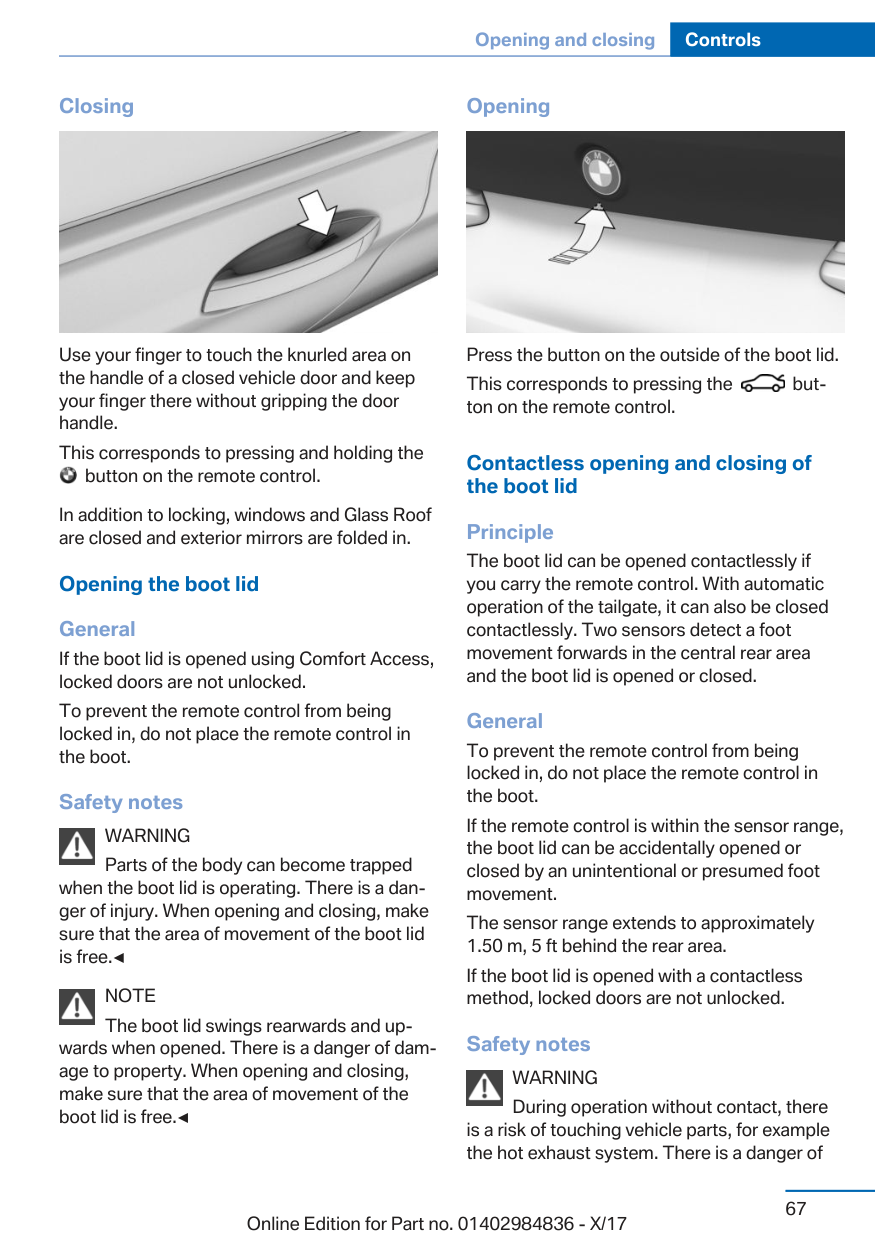 Opening and closing Controls
Closing
Use your finger to touch the knurled area on
the handle of a closed vehicle door and keep
your finger there without gripping the door
handle.
This corresponds to pressing and holding the
button on the remote control.
In addition to locking, windows and Glass Roof
are closed and exterior mirrors are folded in.
Opening the boot lid
General
If the boot lid is opened using Comfort Access,
locked doors are not unlocked.
To prevent the remote control from being
locked in, do not place the remote control in
the boot.
Safety notes
WARNING
Parts of the body can become trapped
when the boot lid is operating. There is a dan-
ger of injury. When opening and closing, make
sure that the area of movement of the boot lid
is free.◄
NOTE
The boot lid swings rearwards and up-
wards when opened. There is a danger of dam-
age to property. When opening and closing,
make sure that the area of movement of the
boot lid is free.◄
Opening
BMW
Press the button on the outside of the boot lid.
This corresponds to pressing the but-
ton on the remote control.
Contactless opening and closing of
the boot lid
Principle
The boot lid can be opened contactlessly if
you carry the remote control. With automatic
operation of the tailgate, it can also be closed
contactlessly. Two sensors detect a foot
movement forwards in the central rear area
and the boot lid is opened or closed.
General
To prevent the remote control from being
locked in, do not place the remote control in
the boot.
If the remote control is within the sensor range,
the boot lid can be accidentally opened or
closed by an unintentional or presumed foot
movement.
The sensor range extends to approximately
1.50 m, 5 ft behind the rear area.
If the boot lid is opened with a contactless
method, locked doors are not unlocked.
Safety notes
WARNING
During operation without contact, there
is a risk of touching vehicle parts, for example
the hot exhaust system. There is a danger of
67
Online Edition for Part no. 01402984836 - X/17